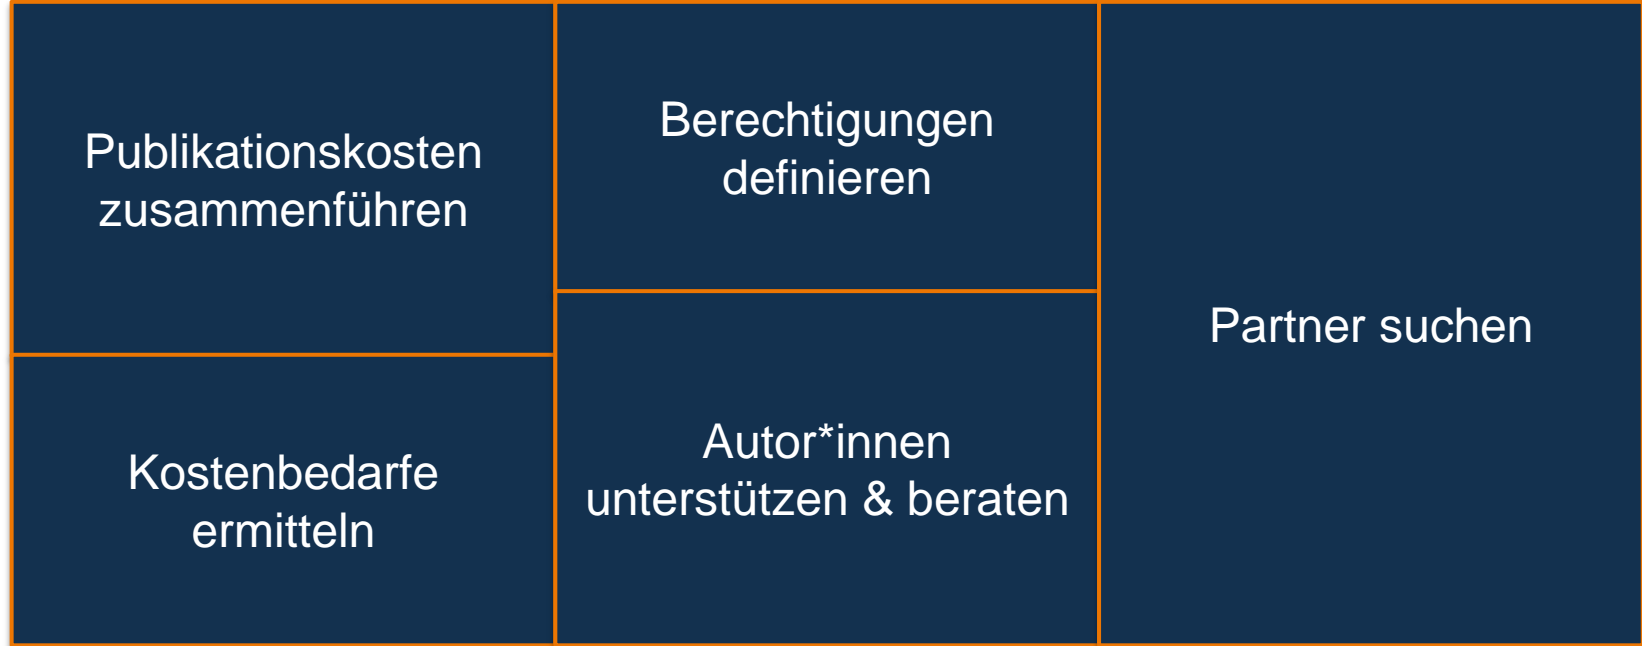 Publikationskosten
zusammenführen
Kostenbedarfe
ermitteln
Berechtigungen
definieren
Autor*innen
unterstützen & beraten
Partner suchen